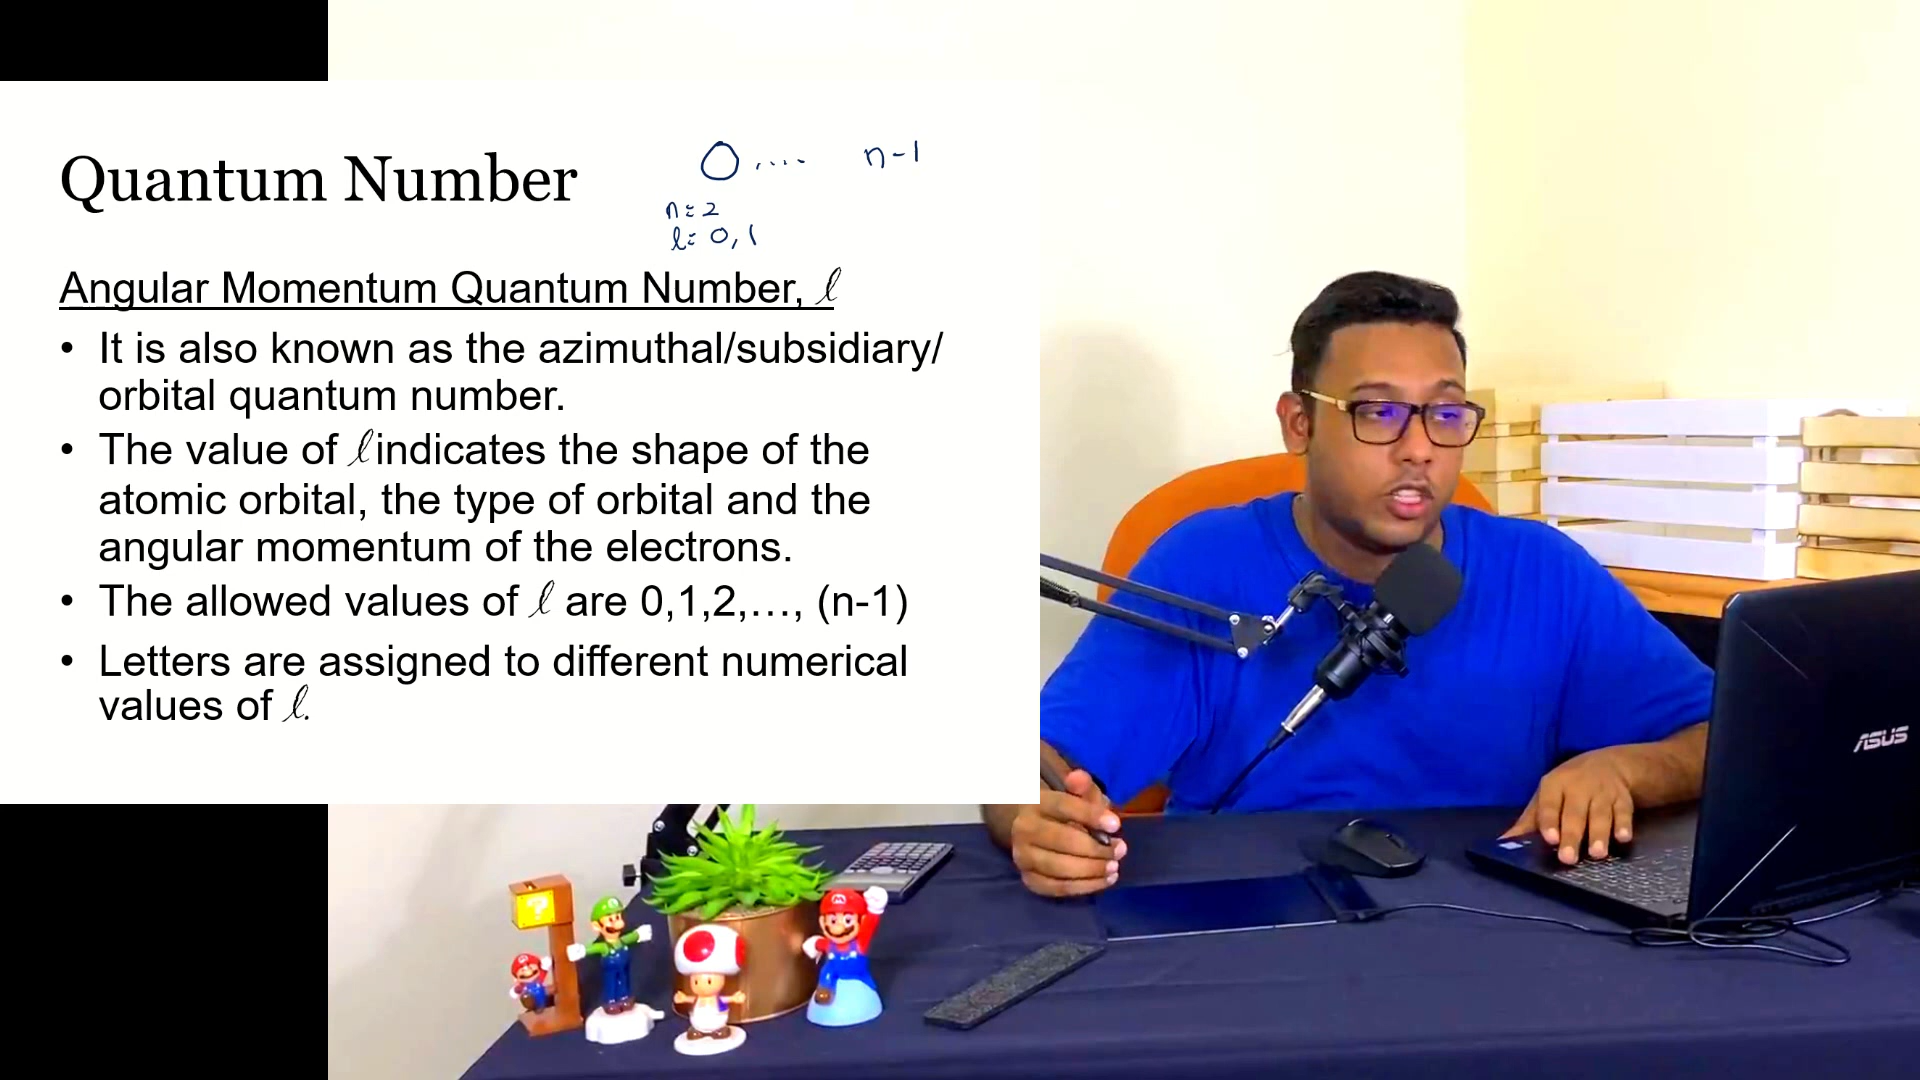 Quantum Number
0 .... n-1
n = 2
l = 0, 1
Angular Momentum Quantum Number, ℓ
• It is also known as the azimuthal/subsidiary/
orbital quantum number.
• The value of ℓ indicates the shape of the
atomic orbital, the type of orbital and the
angular momentum of the electrons.
• The allowed values of ℓ are 0,1,2,…, (n-1)
• Letters are assigned to different numerical
values of ℓ.
ASUS
?
M